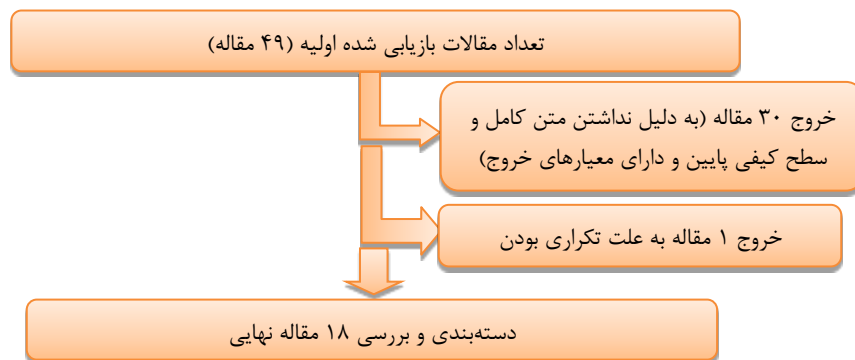 تعداد مقالات بازیابی شده اولیه (۴۹ مقاله)
خروج ۳۰ مقاله (به دلیل نداشتن متن کامل و
سطح کیفی پایین و دارای معیارهای خروج)
خروج ۱ مقاله به علت تکراری بودن
دسته‌بندی و بررسی ۱۸ مقاله نهایی